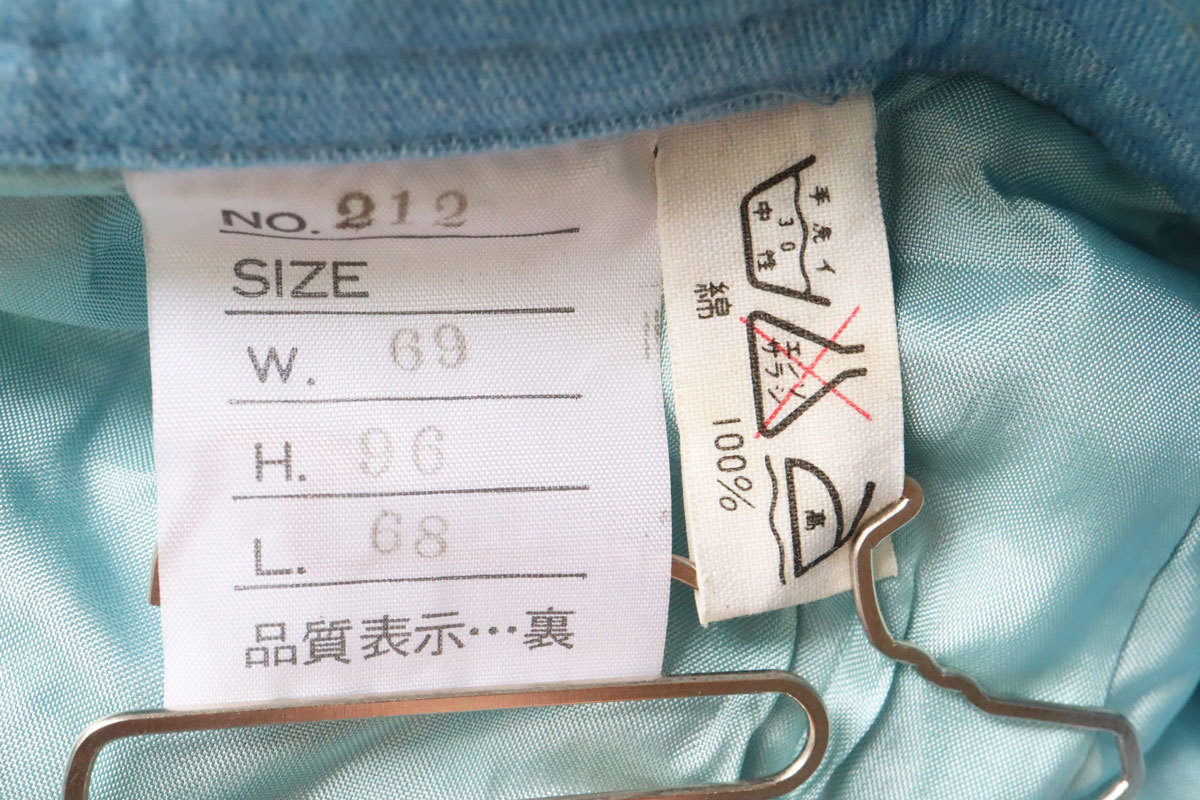 NO. 212
SIZE
W. 69
H. 96
L. 68
品質表示…裏
手洗イ
30
中性
エンソ
サラシ
高
綿 100%